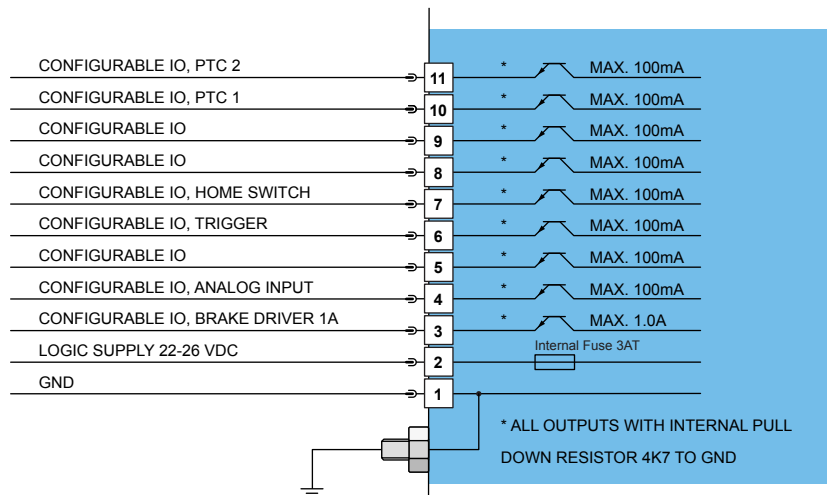 CONFIGURABLE IO, PTC 2 11 * MAX. 100mA
CONFIGURABLE IO, PTC 1 10 * MAX. 100mA
CONFIGURABLE IO 9 * MAX. 100mA
CONFIGURABLE IO 8 * MAX. 100mA
CONFIGURABLE IO, HOME SWITCH 7 * MAX. 100mA
CONFIGURABLE IO, TRIGGER 6 * MAX. 100mA
CONFIGURABLE IO 5 * MAX. 100mA
CONFIGURABLE IO, ANALOG INPUT 4 * MAX. 100mA
CONFIGURABLE IO, BRAKE DRIVER 1A 3 * MAX. 1.0A
LOGIC SUPPLY 22-26 VDC 2 Internal Fuse 3AT
GND 1
* ALL OUTPUTS WITH INTERNAL PULL
DOWN RESISTOR 4K7 TO GND